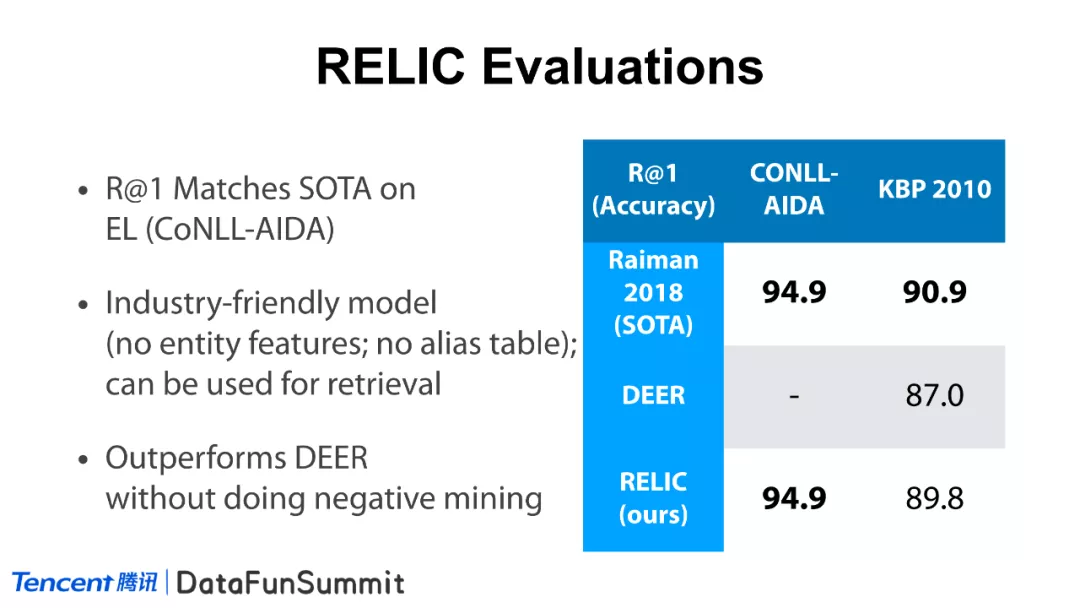 RELIC Evaluations
• R@1 Matches SOTA on
EL (CoNLL-AIDA)
• Industry-friendly model
(no entity features; no alias table);
can be used for retrieval
• Outperforms DEER
without doing negative mining
R@1
(Accuracy)
CONLL-
AIDA
KBP 2010
Raiman
2018
(SOTA)
94.9
90.9
DEER
-
87.0
RELIC
(ours)
94.9
89.8
Tencent 腾讯 | DataFunSummit